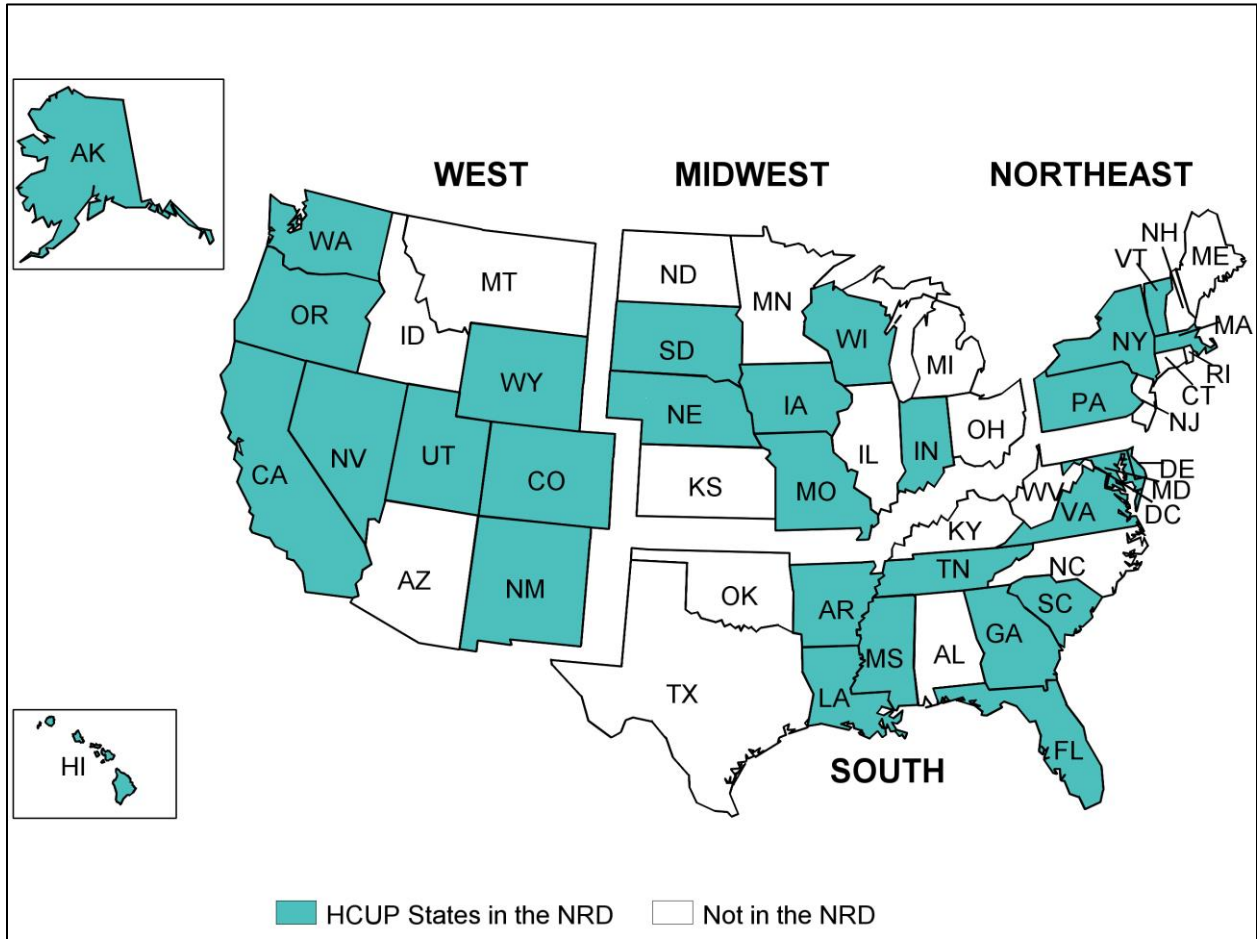 AK
WEST
MIDWEST
NORTHEAST
WA
MT
ND
MN
VT
NH
ME
OR
ID
SD
WI
MI
NY
MA
RI
CT
WY
NE
IA
PA
NJ
CA
NV
UT
CO
KS
MO
IL
IN
OH
WV
VA
DE
MD
DC
KY
AZ
NM
OK
AR
TN
NC
SC
TX
LA
MS
AL
GA
FL
HI
SOUTH
HCUP States in the NRD
Not in the NRD